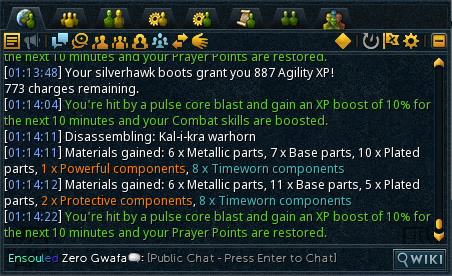 the next 10 minutes and your Prayer Points are restored.
[01:13:48] Your silverhawk boots grant you 887 Agility XP!
773 charges remaining.
[01:14:04] You're hit by a pulse core blast and gain an XP boost of 10% for
the next 10 minutes and your Combat skills are boosted.
[01:14:11] Disassembling: Kal-i-kra warhorn
[01:14:11] Materials gained: 6 x Metallic parts, 7 x Base parts, 10 x Plated
parts, 1 x Powerful components, 8 x Timeworn components
[01:14:12] Materials gained: 6 x Metallic parts, 11 x Base parts, 5 x Plated
parts, 2 x Protective components, 8 x Timeworn components
[01:14:22] You're hit by a pulse core blast and gain an XP boost of 10% for
the next 10 minutes and your Prayer Points are restored.
Ensouled Zero Gwafa: [Public Chat - Press Enter to Chat]
WIKI